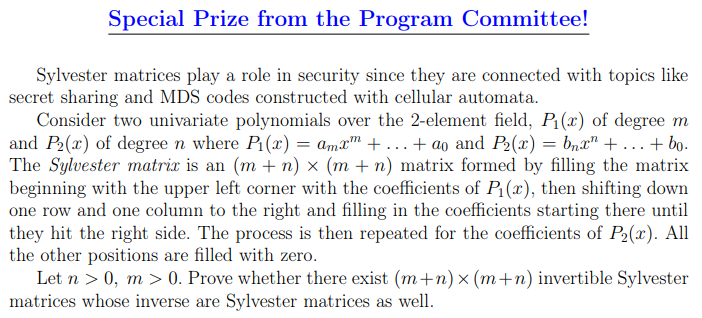 Special Prize from the Program Committee!
Sylvester matrices play a role in security since they are connected with topics like
secret sharing and MDS codes constructed with cellular automata.
Consider two univariate polynomials over the 2-element field, P₁(x) of degree m
and P₂(x) of degree n where P₁(x) = aₘxᵐ + … + a₀ and P₂(x) = bₙxⁿ + … + b₀.
The Sylvester matrix is an (m + n) × (m + n) matrix formed by filling the matrix
beginning with the upper left corner with the coefficients of P₁(x), then shifting down
one row and one column to the right and filling in the coefficients starting there until
they hit the right side. The process is then repeated for the coefficients of P₂(x). All
the other positions are filled with zero.
Let n > 0, m > 0. Prove whether there exist (m+n) × (m+n) invertible Sylvester
matrices whose inverse are Sylvester matrices as well.